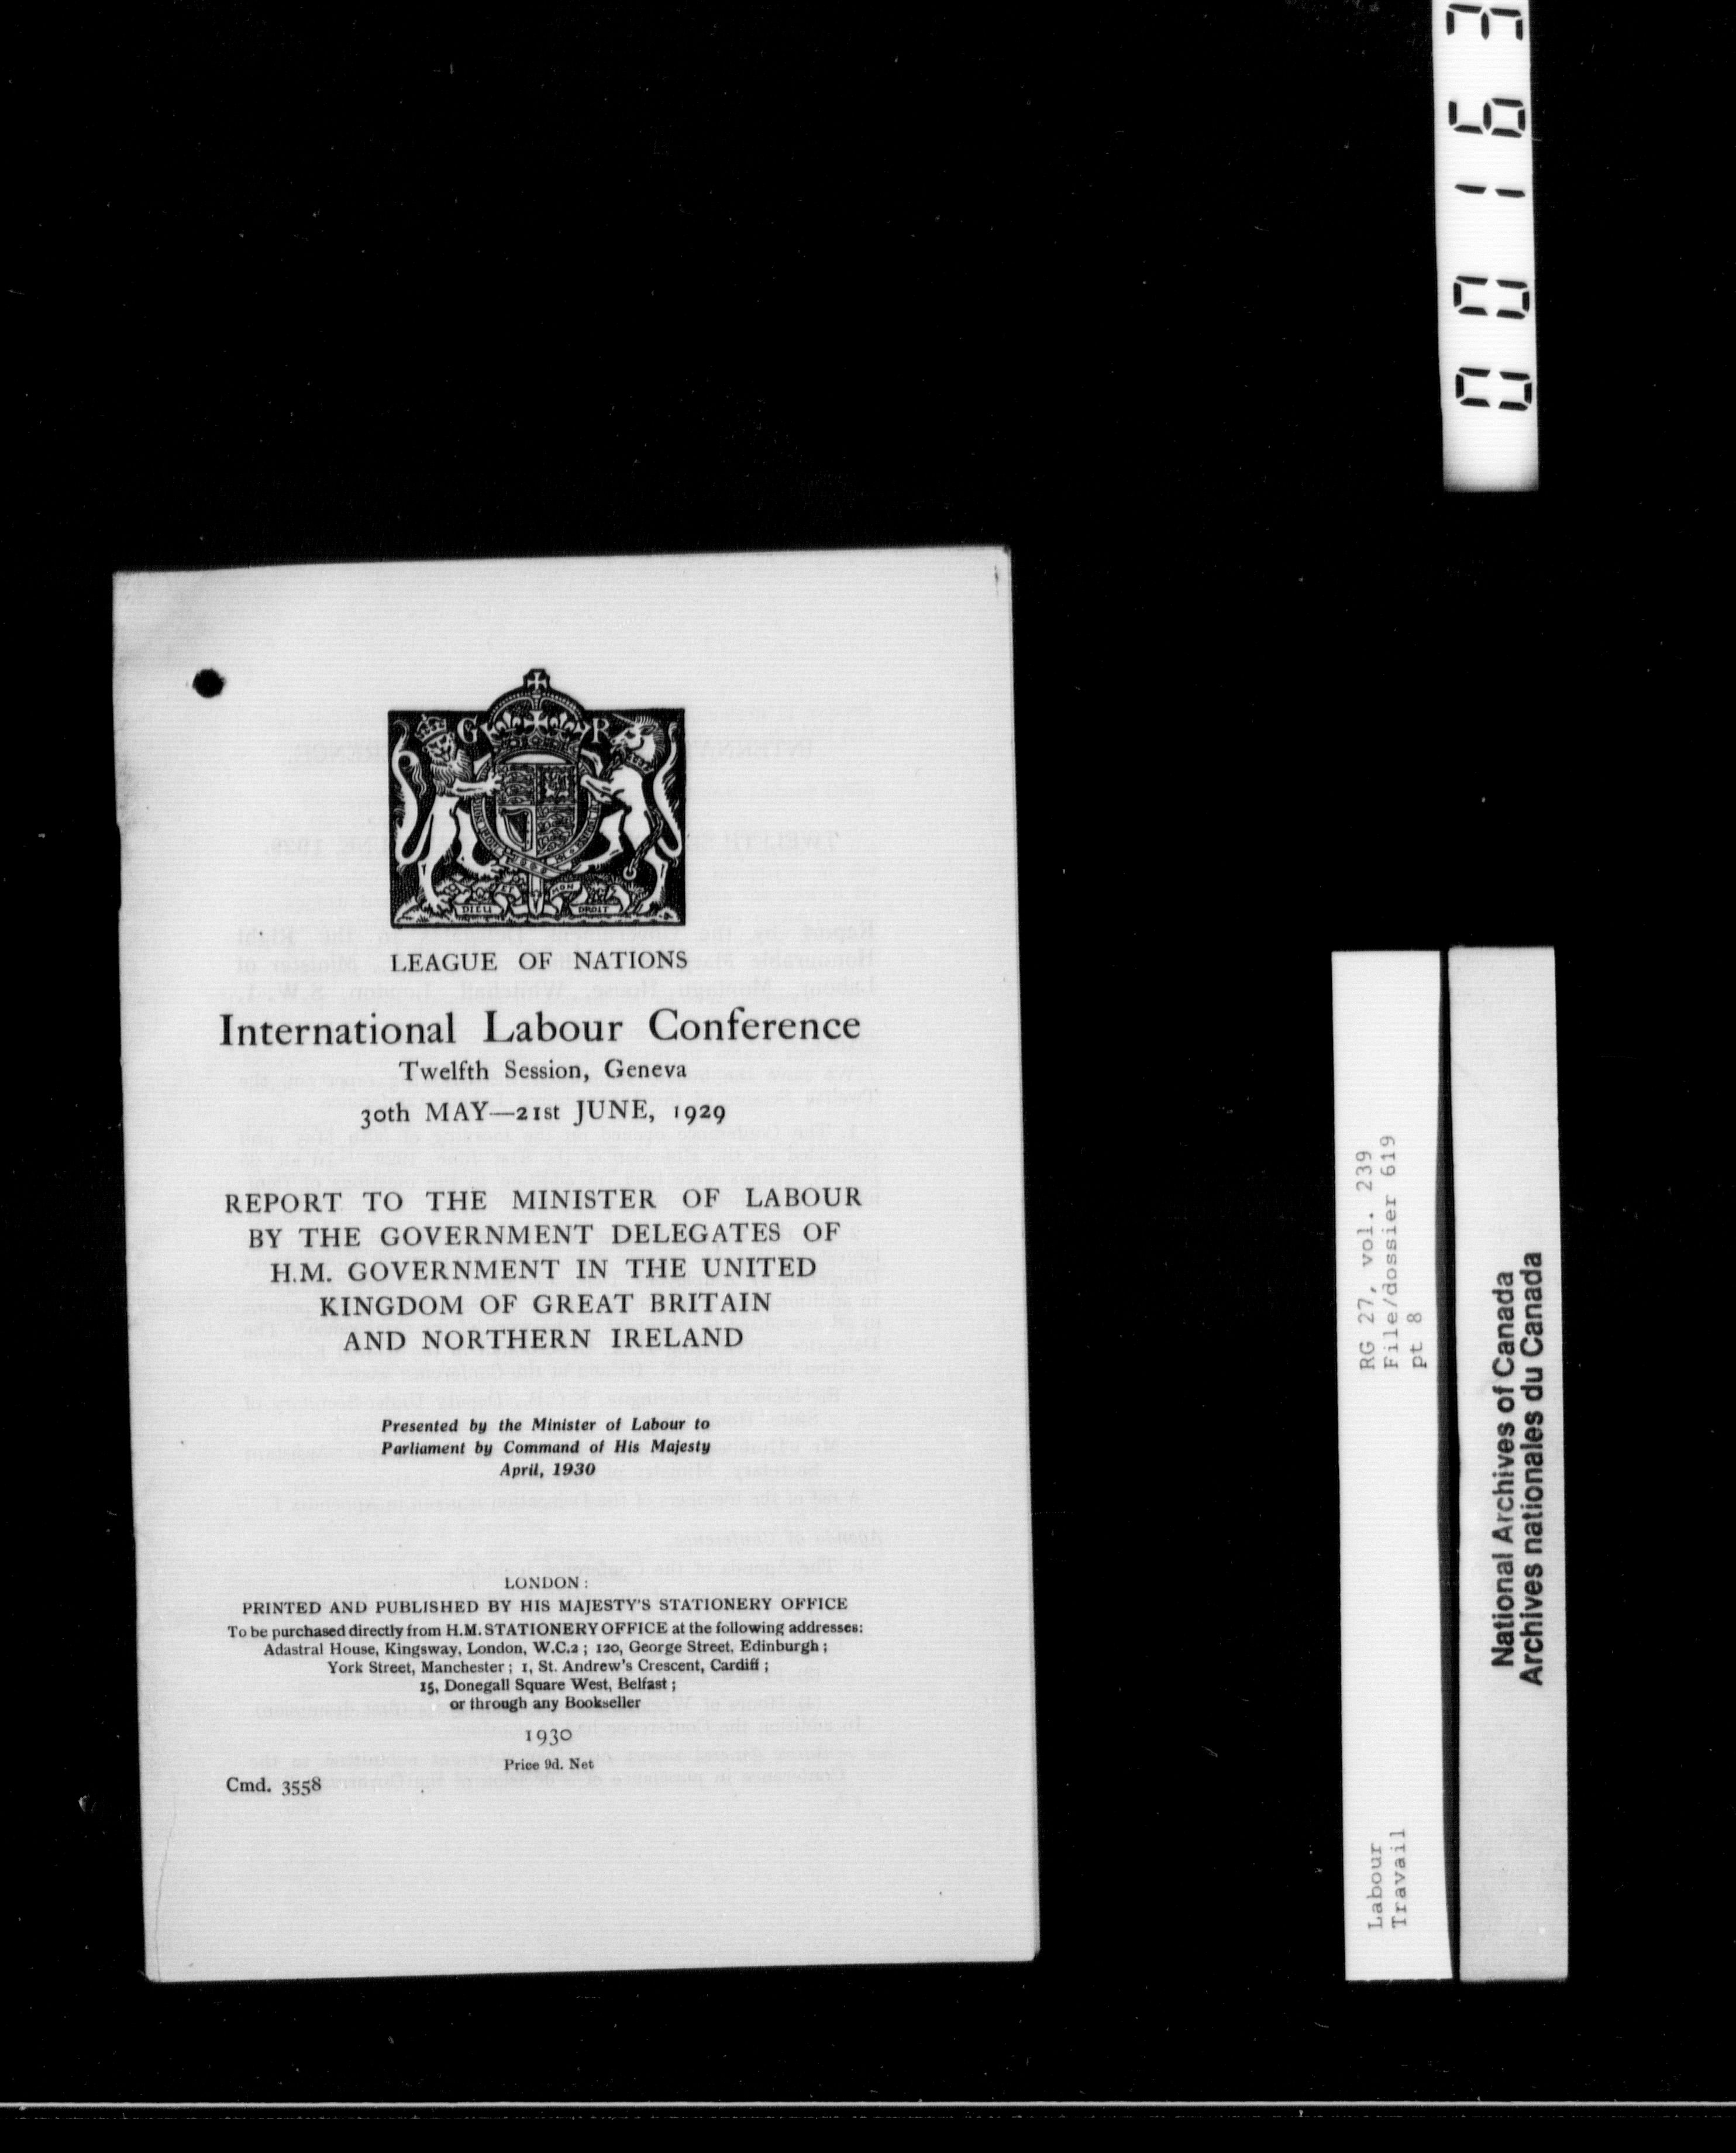 G R
DIEU ET MON DROIT
LEAGUE OF NATIONS
International Labour Conference
Twelfth Session, Geneva
30th MAY—21st JUNE, 1929
REPORT TO THE MINISTER OF LABOUR
BY THE GOVERNMENT DELEGATES OF
H.M. GOVERNMENT IN THE UNITED
KINGDOM OF GREAT BRITAIN
AND NORTHERN IRELAND
Presented by the Minister of Labour to
Parliament by Command of His Majesty
April, 1930
LONDON:
PRINTED AND PUBLISHED BY HIS MAJESTY'S STATIONERY OFFICE
To be purchased directly from H.M. STATIONERY OFFICE at the following addresses:
Adastral House, Kingsway, London, W.C.2; 120, George Street, Edinburgh;
York Street, Manchester; 1, St. Andrew's Crescent, Cardiff;
15, Donegall Square West, Belfast;
or through any Bookseller
1930
Price 9d. Net
Cmd. 3558
00163
RG 27, vol. 239
File/dossier 619
pt 8
Labour
Travail
National Archives of Canada
Archives nationales du Canada